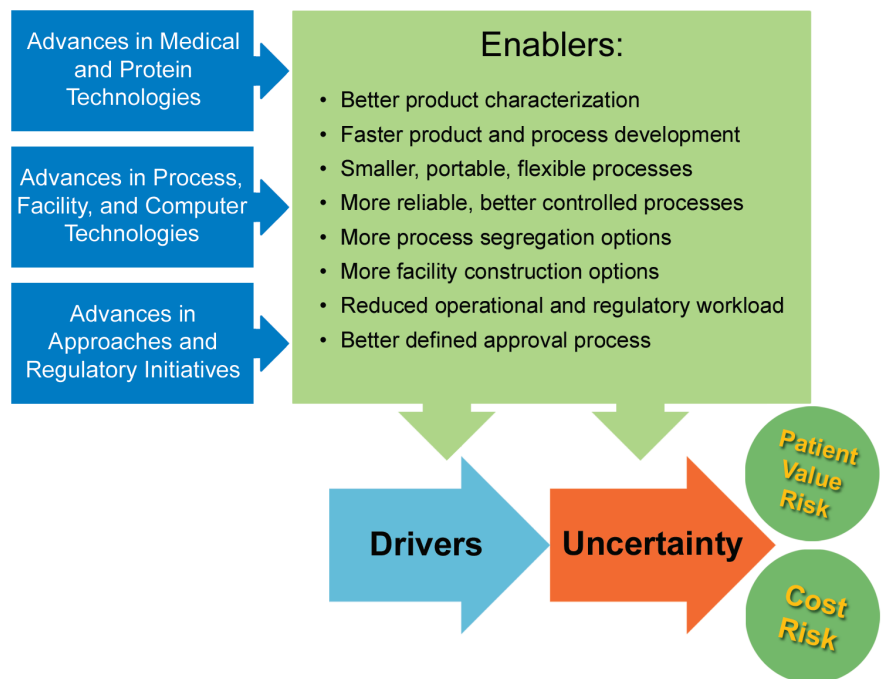 Advances in Medical
and Protein
Technologies
Advances in Process,
Facility, and Computer
Technologies
Advances in
Approaches and
Regulatory Initiatives
Enablers:
• Better product characterization
• Faster product and process development
• Smaller, portable, flexible processes
• More reliable, better controlled processes
• More process segregation options
• More facility construction options
• Reduced operational and regulatory workload
• Better defined approval process
Drivers
Uncertainty
Patient
Value
Risk
Cost
Risk